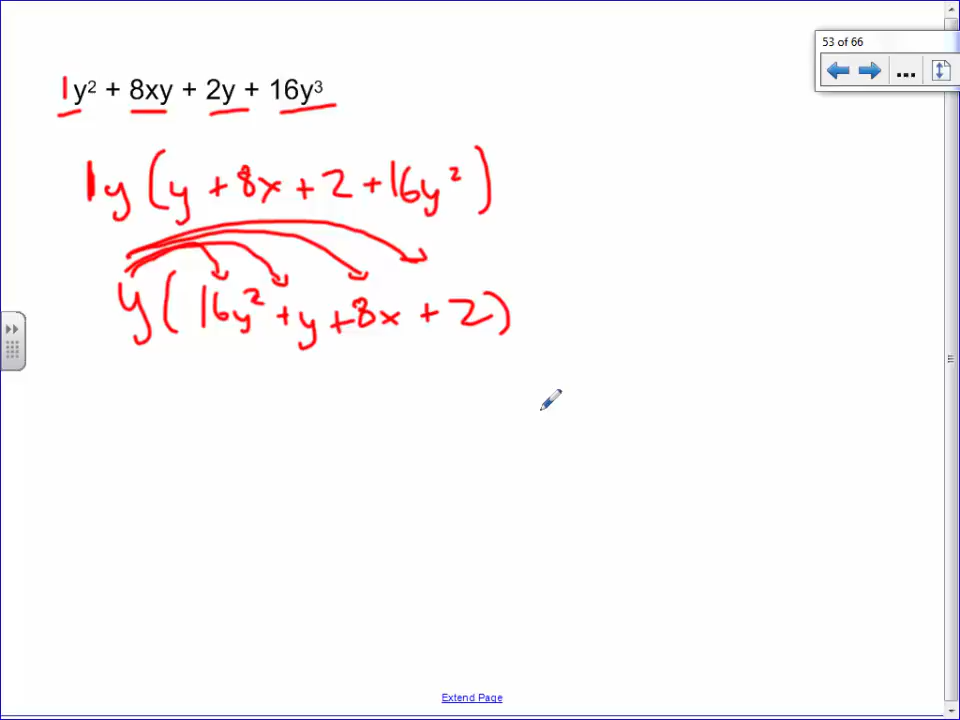 53 of 66
1y² + 8xy + 2y + 16y³
1y (y + 8x + 2 + 16y²)
y (16y² + y + 8x + 2)
Extend Page